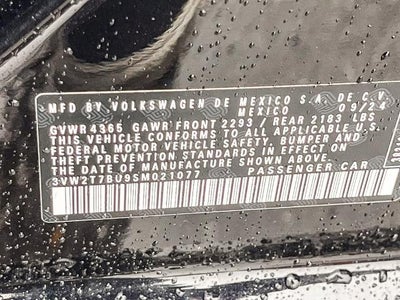 MFD BY VOLKSWAGEN DE MEXICO S.A. DE C.V.
MEXICO 09/24
GVWR 4365 GAWR FRONT 2293 , REAR 2183 LBS
THIS VEHICLE CONFORMS TO ALL APPLICABLE
FEDERAL MOTOR VEHICLE SAFETY, BUMPER AND
THEFT PREVENTION STANDARDS IN EFFECT ON
THE DATE OF MANUFACTURE SHOWN ABOVE
3VW2T7BU9SM021077 PASSENGER CAR